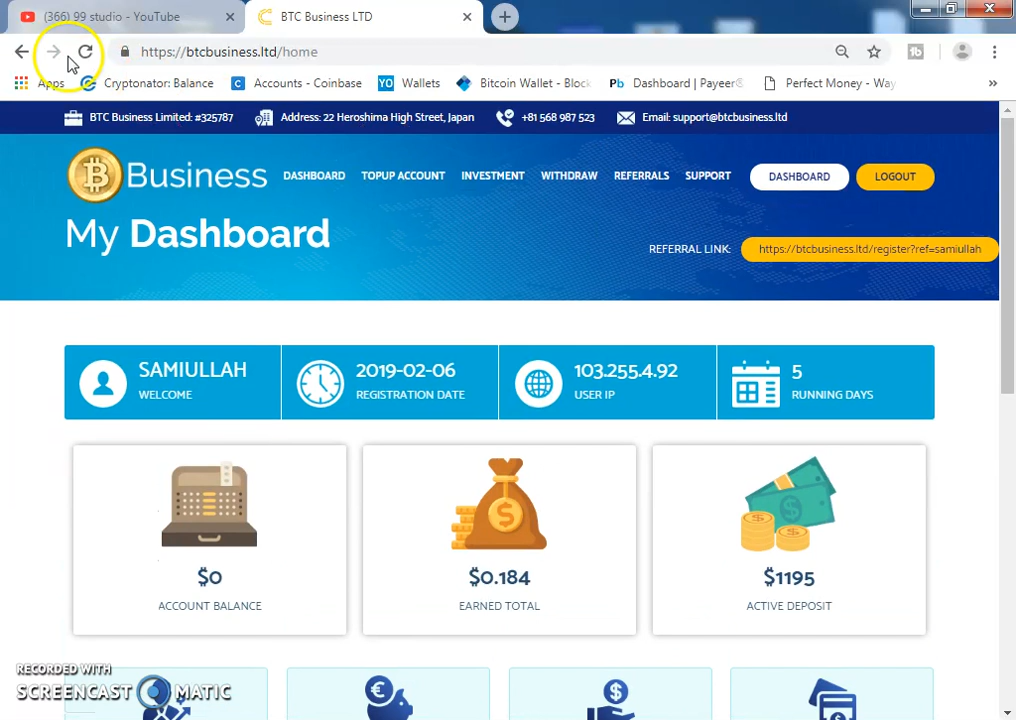 (366) 99 studio - YouTube
BTC Business LTD
https://btcbusiness.ltd/home
Apps
Cryptonator: Balance
Accounts - Coinbase
YO Wallets
Bitcoin Wallet - Block
Pb Dashboard | Payeer®
Perfect Money - Way
»
BTC Business Limited: #325787
Address: 22 Heroshima High Street, Japan
+81 568 987 523
Email: support@btcbusiness.ltd
Business
DASHBOARD
TOPUP ACCOUNT
INVESTMENT
WITHDRAW
REFERRALS
SUPPORT
DASHBOARD
LOGOUT
My Dashboard
REFERRAL LINK:
https://btcbusiness.ltd/register?ref=samiullah
SAMIULLAH
WELCOME
2019-02-06
REGISTRATION DATE
103.255.4.92
USER IP
5
RUNNING DAYS
$0
ACCOUNT BALANCE
$0.184
EARNED TOTAL
$1195
ACTIVE DEPOSIT
RECORDED WITH
SCREENCAST MATIC